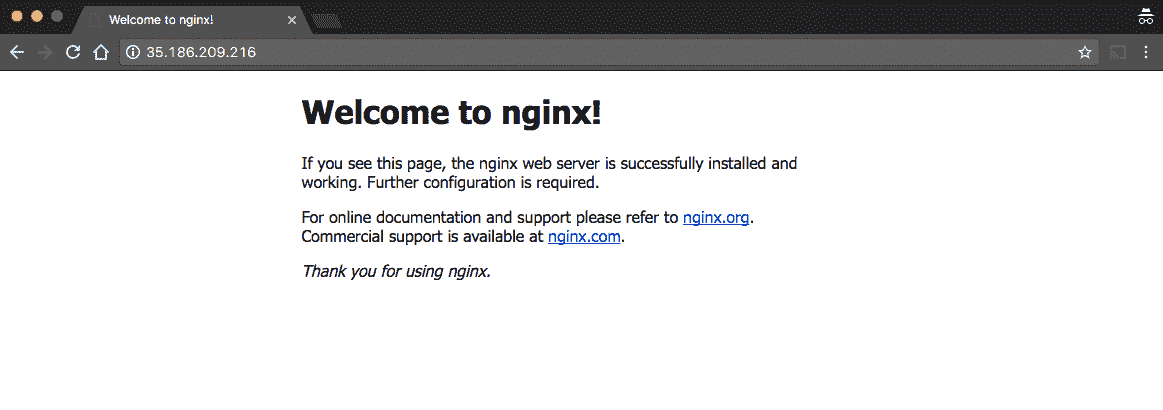 Welcome to nginx!
35.186.209.216
Welcome to nginx!
If you see this page, the nginx web server is successfully installed and
working. Further configuration is required.
For online documentation and support please refer to nginx.org.
Commercial support is available at nginx.com.
Thank you for using nginx.